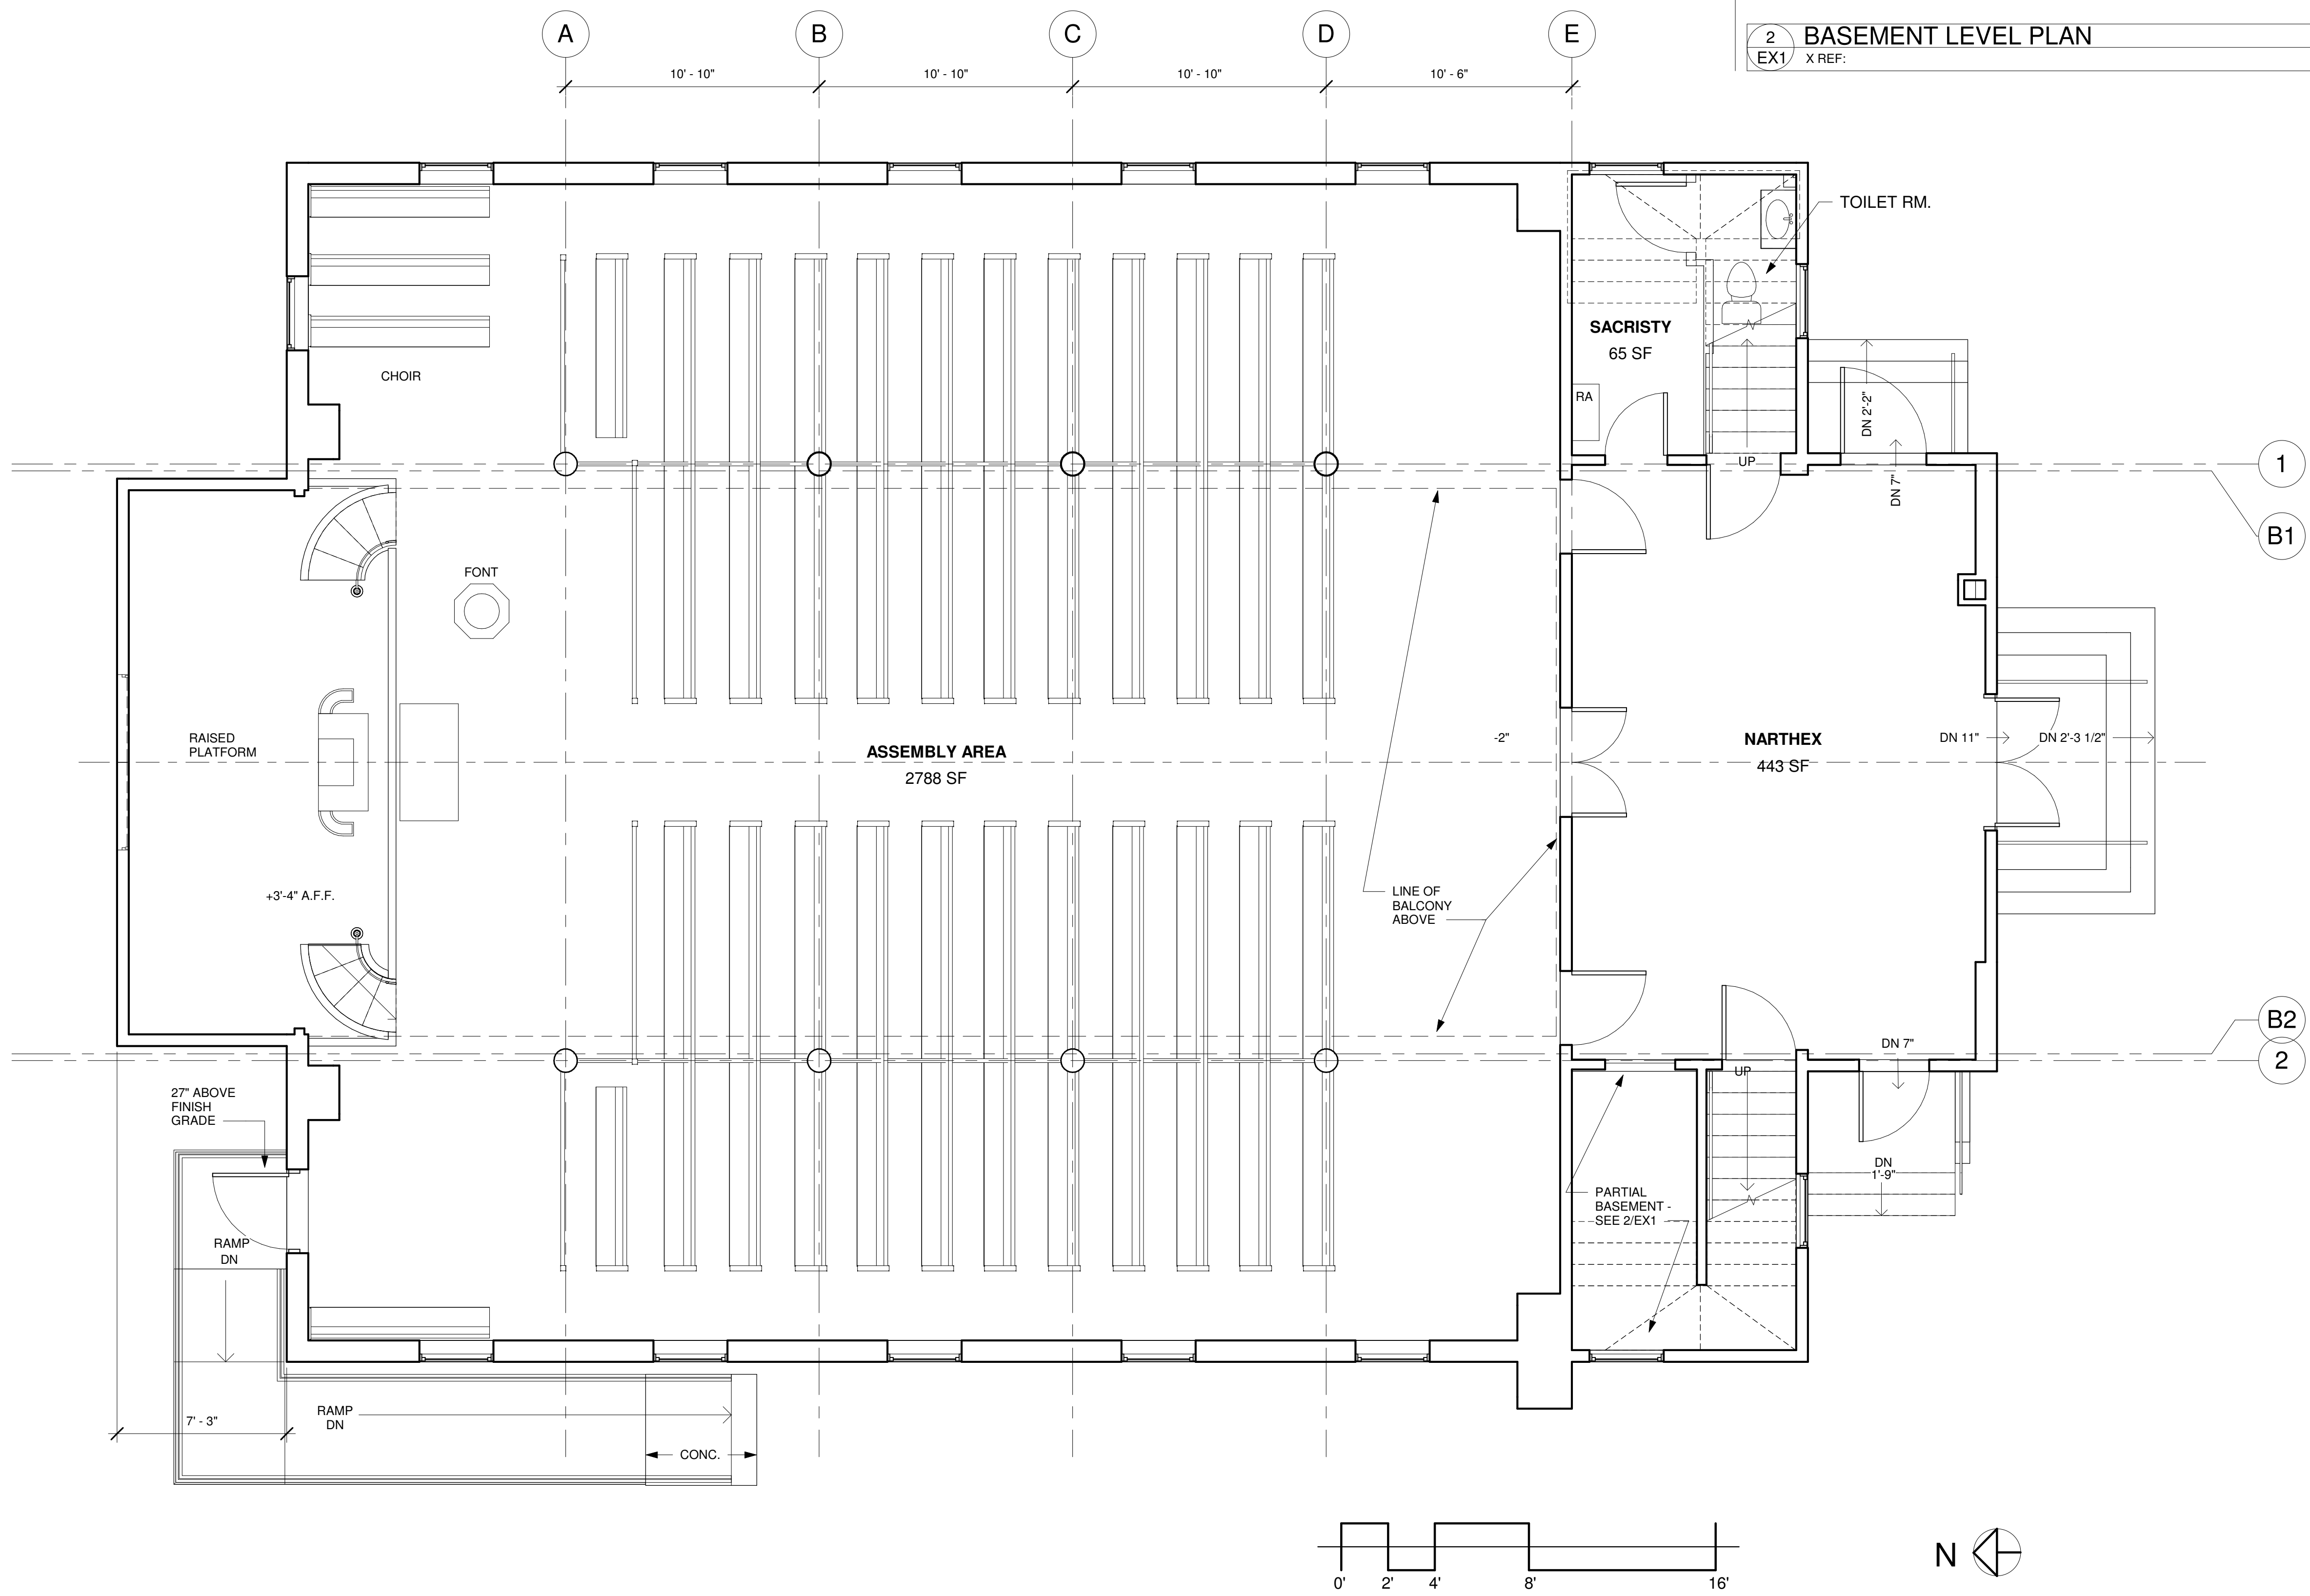 A
B
C
D
E
2
BASEMENT LEVEL PLAN
EX1
X REF:
10' - 10"
10' - 10"
10' - 10"
10' - 6"
TOILET RM.
SACRISTY
65 SF
CHOIR
RA
DN 2'-2"
UP
1
DN 7"
B1
FONT
RAISED
PLATFORM
ASSEMBLY AREA
2788 SF
-2"
NARTHEX
443 SF
DN 11"
DN 2'-3 1/2"
+3'-4" A.F.F.
LINE OF
BALCONY
ABOVE
B2
2
DN 7"
UP
27" ABOVE
FINISH
GRADE
DN
1'-9"
PARTIAL
BASEMENT -
SEE 2/EX1
RAMP
DN
7' - 3"
RAMP
DN
CONC.
0'
2'
4'
8'
16'
N